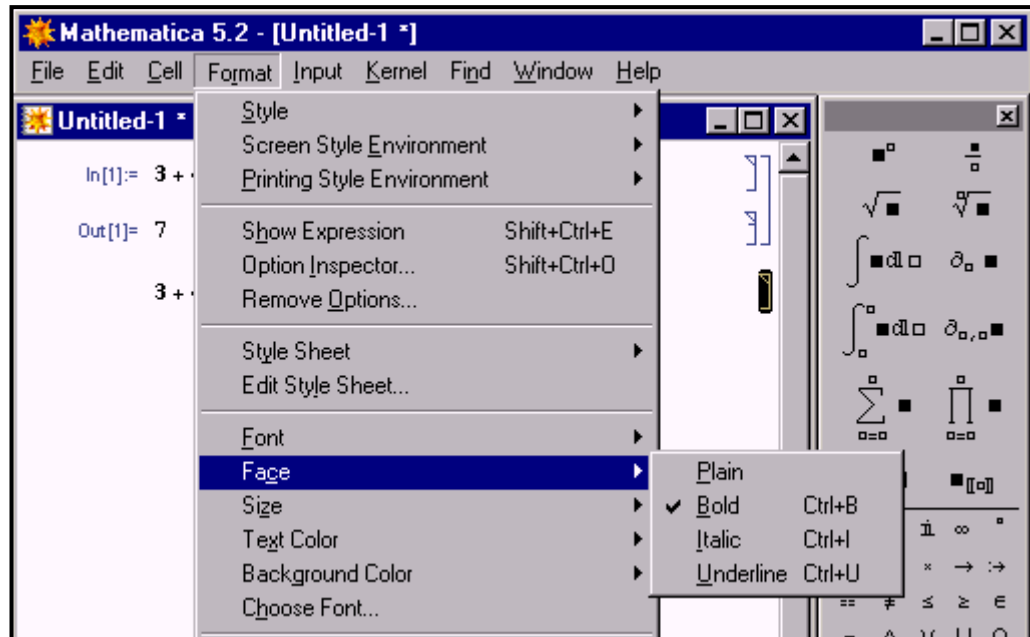 Mathematica 5.2 - [Untitled-1 *]
File Edit Cell Format Input Kernel Find Window Help
Untitled-1 *
Style
Screen Style Environment
In[1]:= 3 +
Printing Style Environment
Out[1]= 7
Show Expression Shift+Ctrl+E
Option Inspector... Shift+Ctrl+O
3 +
Remove Options...
Style Sheet
Edit Style Sheet...
Font
Face
Size
Text Color
Background Color
Choose Font...
Plain
Bold Ctrl+B
Italic Ctrl+I
Underline Ctrl+U
■▫ ■/▫
√■ ▫√■
∫■ⅆ▫ ∂▫ ■
∫▫▫■ⅆ▫ ∂▫,▫■
∑ ▫ ▫=▫ ■ ∏ ▫ ▫=▫ ■
■〚▫〛
ⅈ ∞ °
× → :→
== ≠ ≤ ≥ ∈